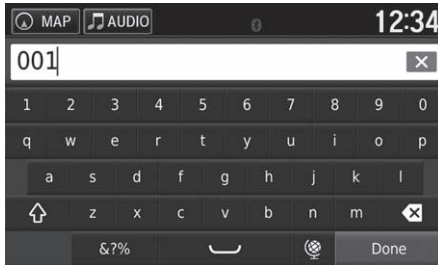 MAP AUDIO 12:34
001
1 2 3 4 5 6 7 8 9 0
q w e r t y u i o p
a s d f g h j k l
z x c v b n m
&?% Done